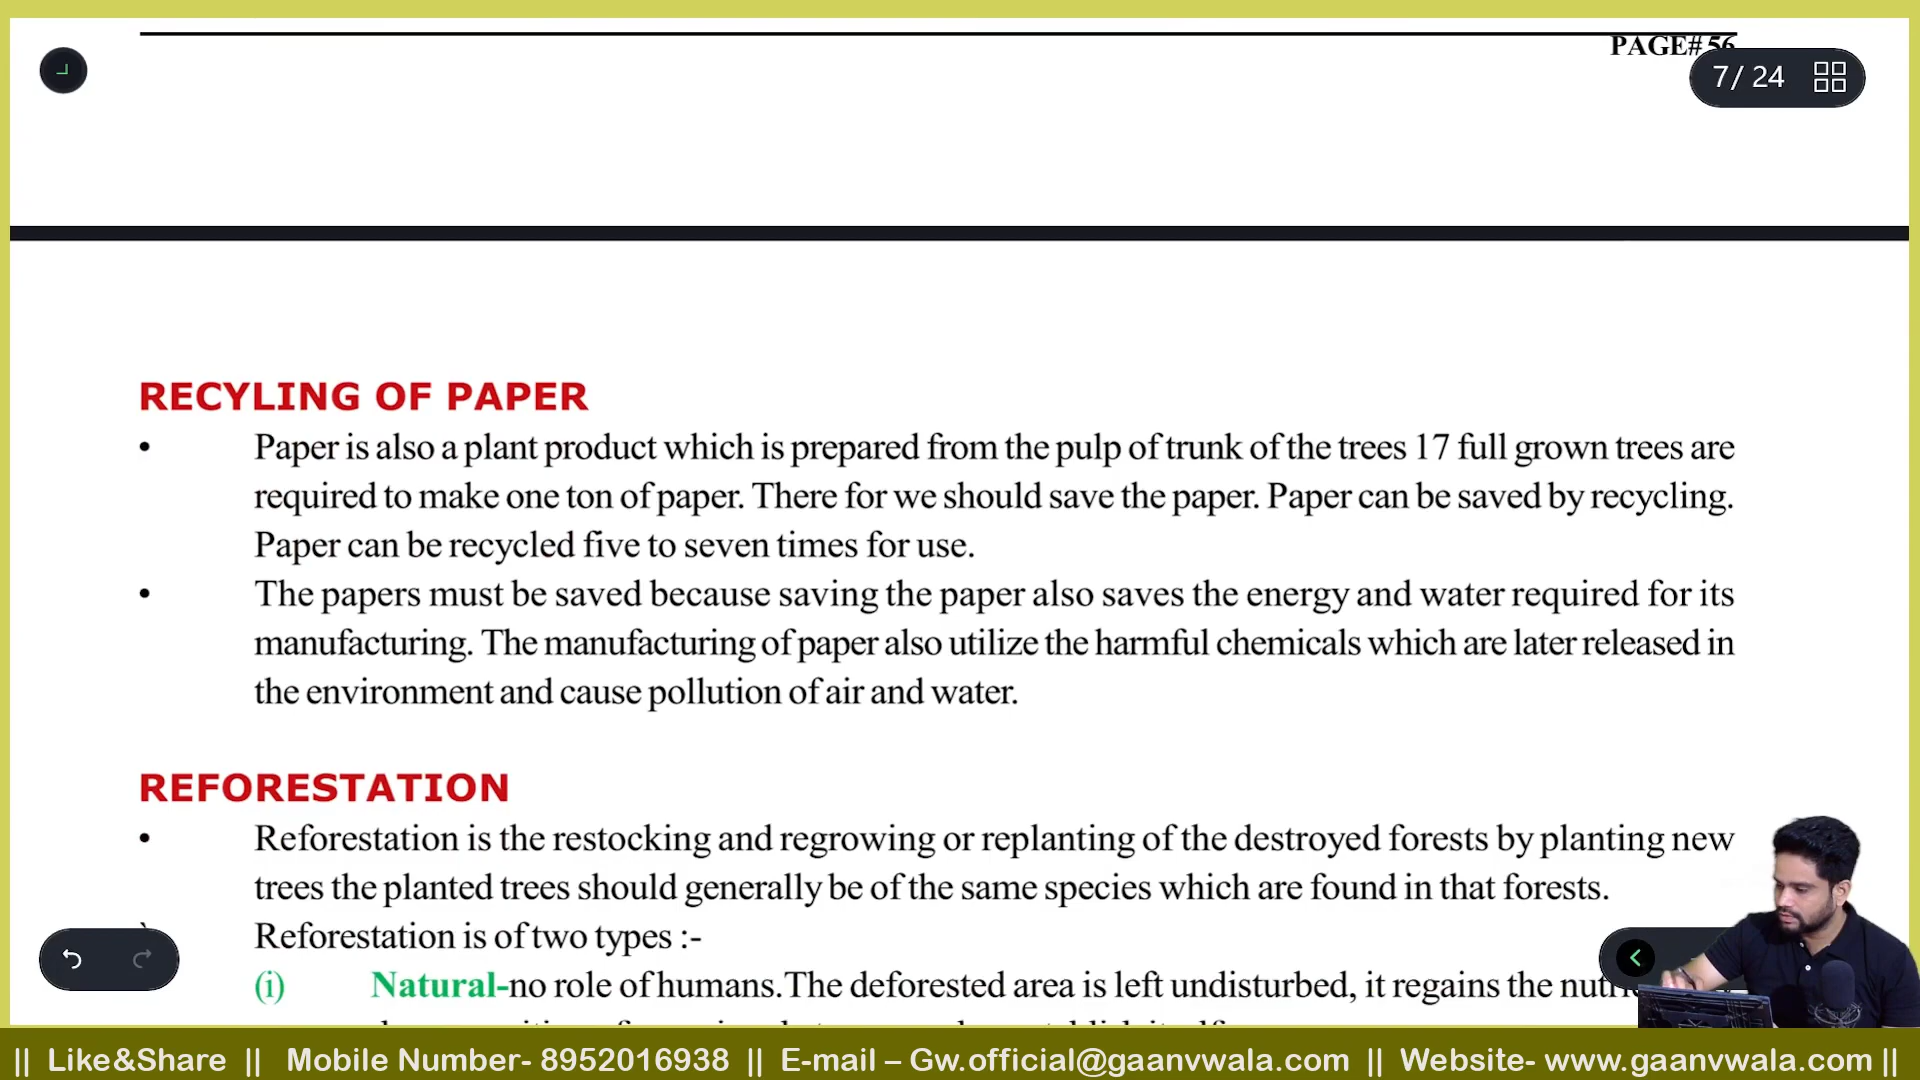 PAGE# 56
7/ 24
RECYLING OF PAPER
• Paper is also a plant product which is prepared from the pulp of trunk of the trees 17 full grown trees are
required to make one ton of paper. There for we should save the paper. Paper can be saved by recycling.
Paper can be recycled five to seven times for use.
• The papers must be saved because saving the paper also saves the energy and water required for its
manufacturing. The manufacturing of paper also utilize the harmful chemicals which are later released in
the environment and cause pollution of air and water.
REFORESTATION
• Reforestation is the restocking and regrowing or replanting of the destroyed forests by planting new
trees the planted trees should generally be of the same species which are found in that forests.
Reforestation is of two types :-
(i) Natural-no role of humans.The deforested area is left undisturbed, it regains the
|| Like&Share || Mobile Number- 8952016938 || E-mail – Gw.official@gaanvwala.com || Website- www.gaanvwala.com ||